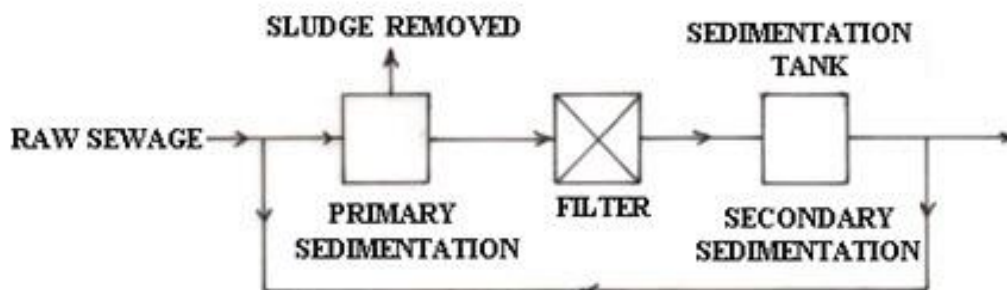 SLUDGE REMOVED
SEDIMENTATION
TANK
RAW SEWAGE
PRIMARY
SEDIMENTATION
FILTER
SECONDARY
SEDIMENTATION